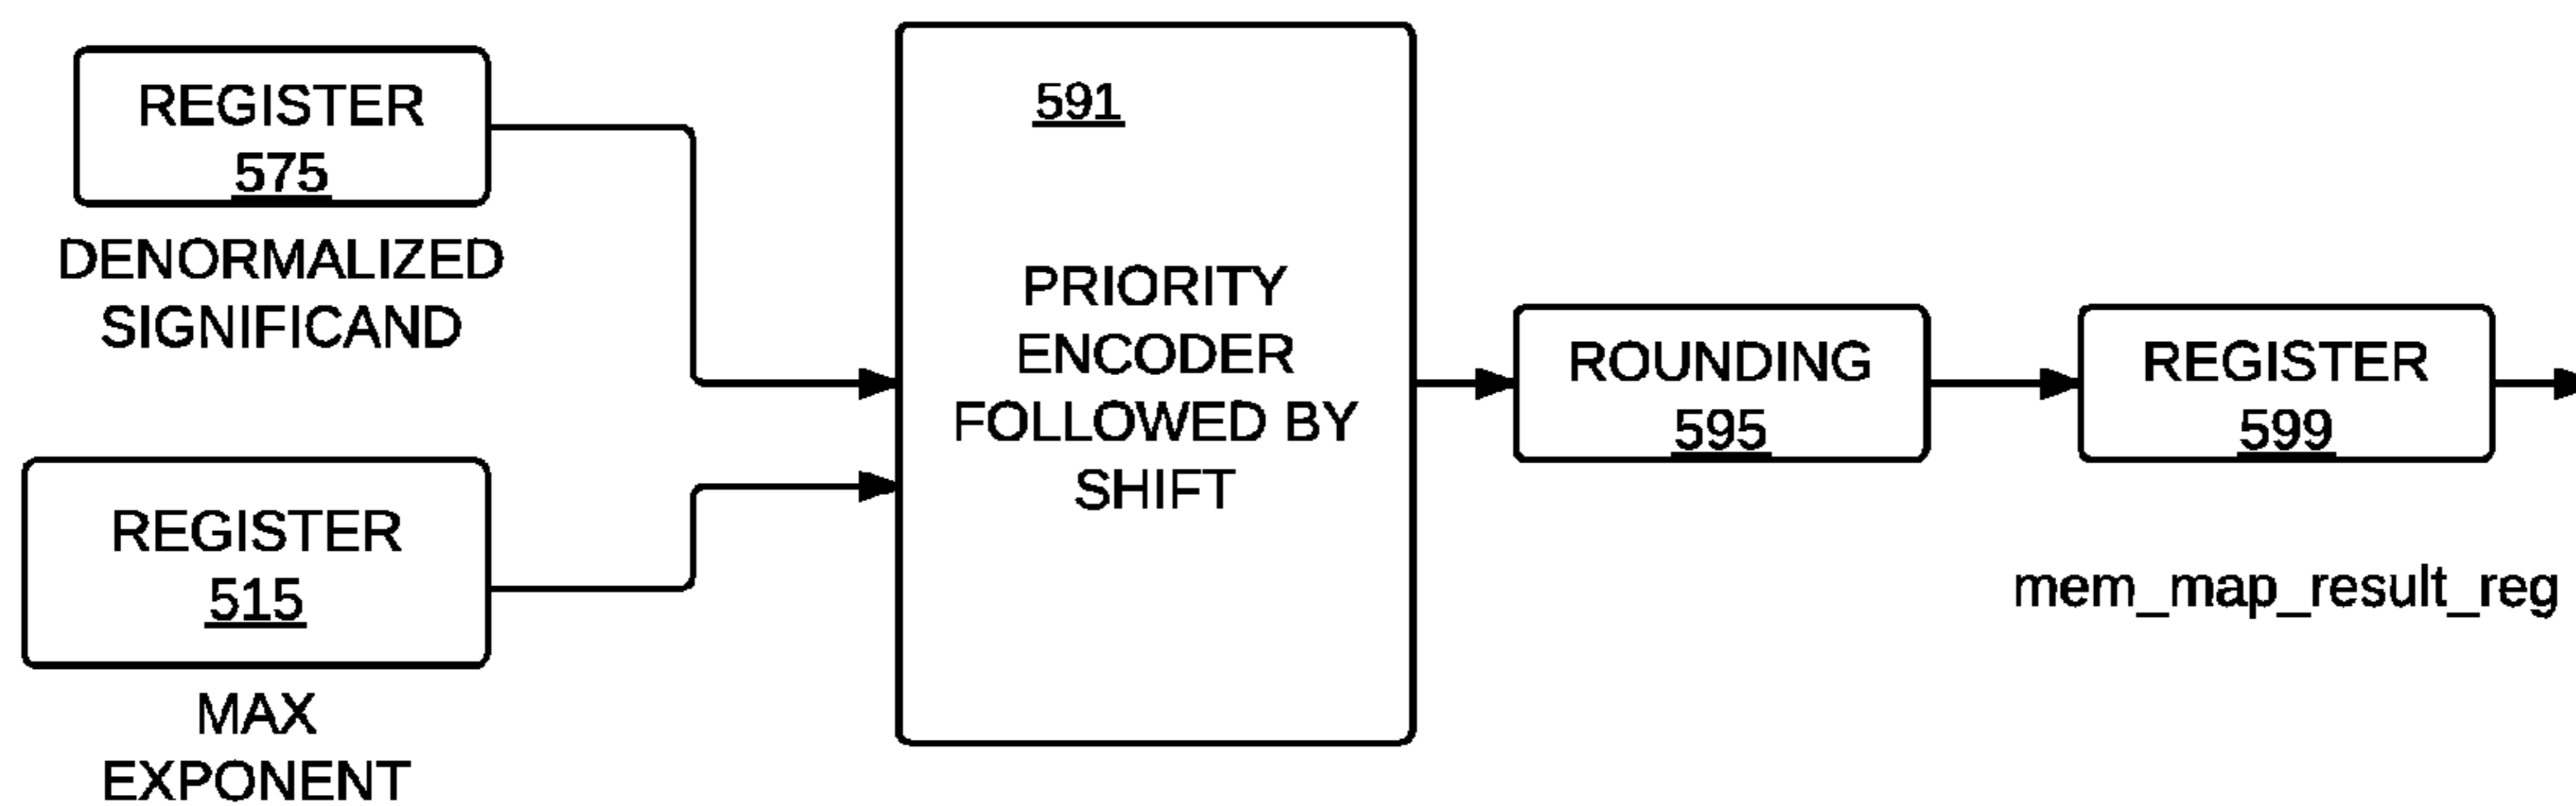 REGISTER
575
DENORMALIZED
SIGNIFICAND
REGISTER
515
MAX
EXPONENT
591
PRIORITY
ENCODER
FOLLOWED BY
SHIFT
ROUNDING
595
REGISTER
599
mem_map_result_reg